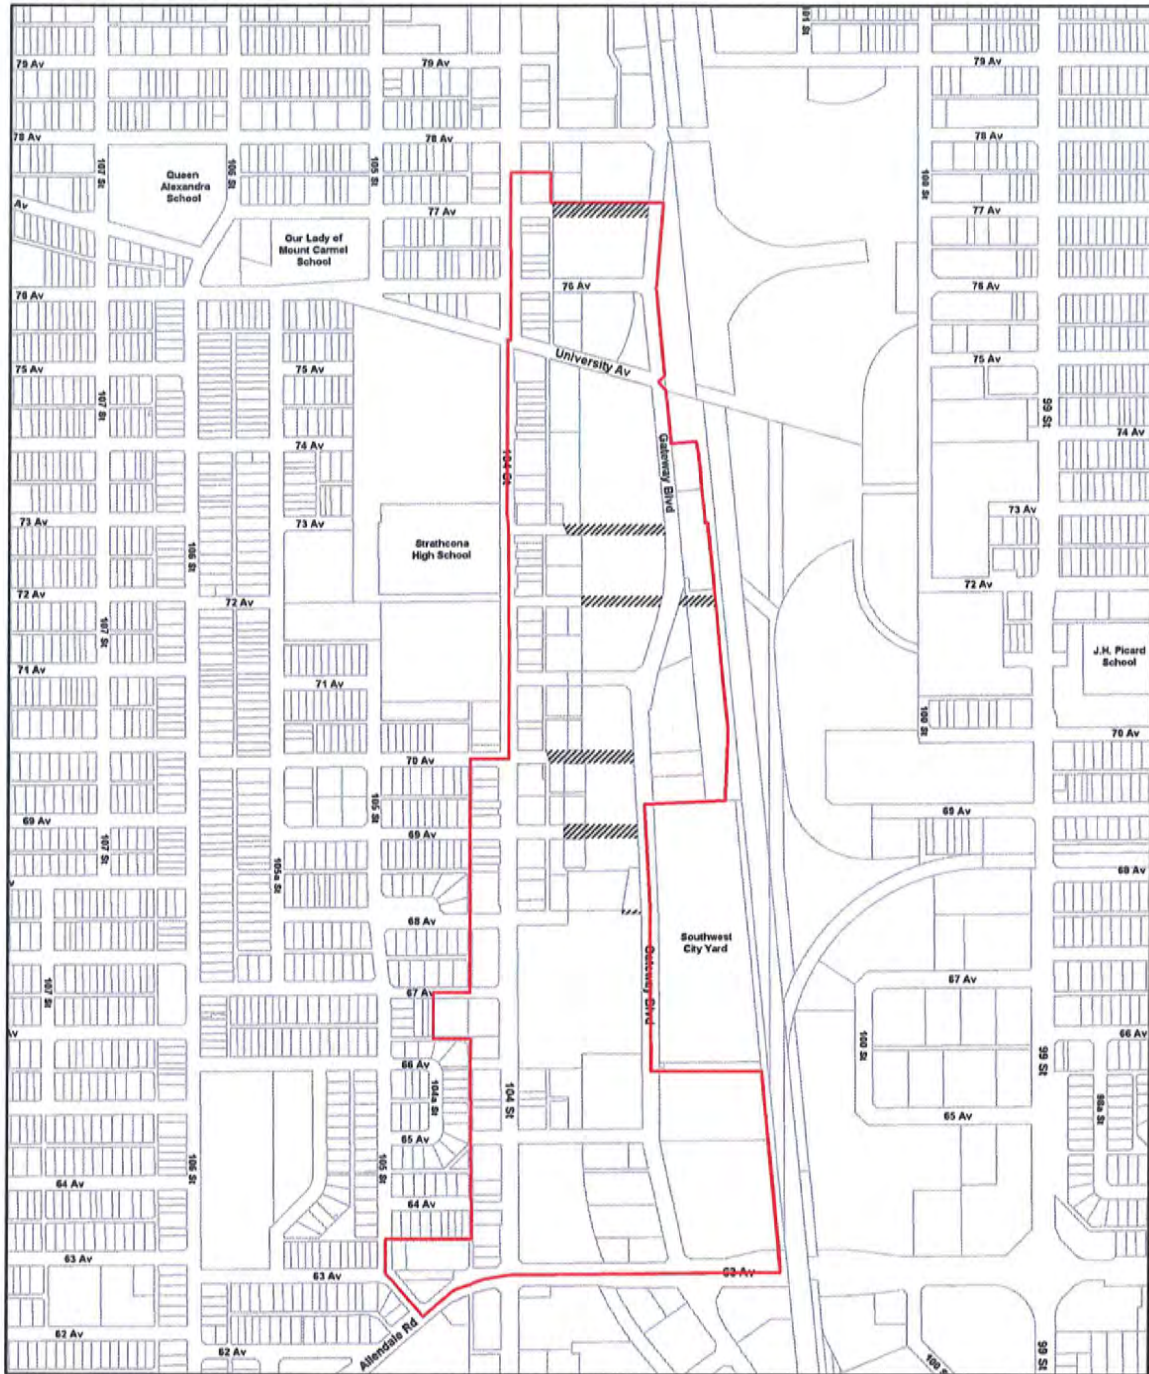 101 St
79 Av
79 Av
79 Av
78 Av
78 Av
78 Av
107 St
106 St
105 St
100 St
Queen
Alexandra
School
Av
77 Av
77 Av
Our Lady of
Mount Carmel
School
76 Av
76 Av
76 Av
University Av
75 Av
75 Av
75 Av
107 St
99 St
74 Av
74 Av
104 St
Gateway Blvd
73 Av
73 Av
73 Av
Strathcona
High School
106 St
72 Av
72 Av
72 Av
107 St
71 Av
71 Av
J.H. Picard
School
100 St
70 Av
70 Av
69 Av
105 St
69 Av
69 Av
107 St
68 Av
105a St
68 Av
Southwest
City Yard
Gateway Blvd
107 St
67 Av
67 Av
66 Av
66 Av
100 St
99 St
104a St
104 St
98a St
65 Av
65 Av
106 St
105 St
64 Av
64 Av
63 Av
63 Av
63 Av
Allendale Rd
62 Av
62 Av
99 St